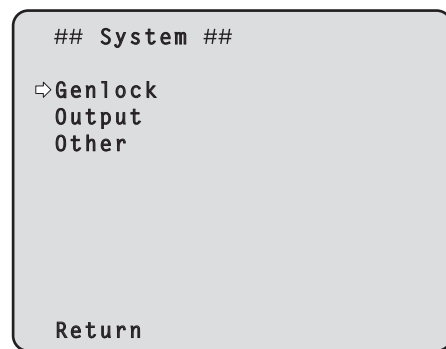 ## System ##
⇨Genlock
Output
Other
Return